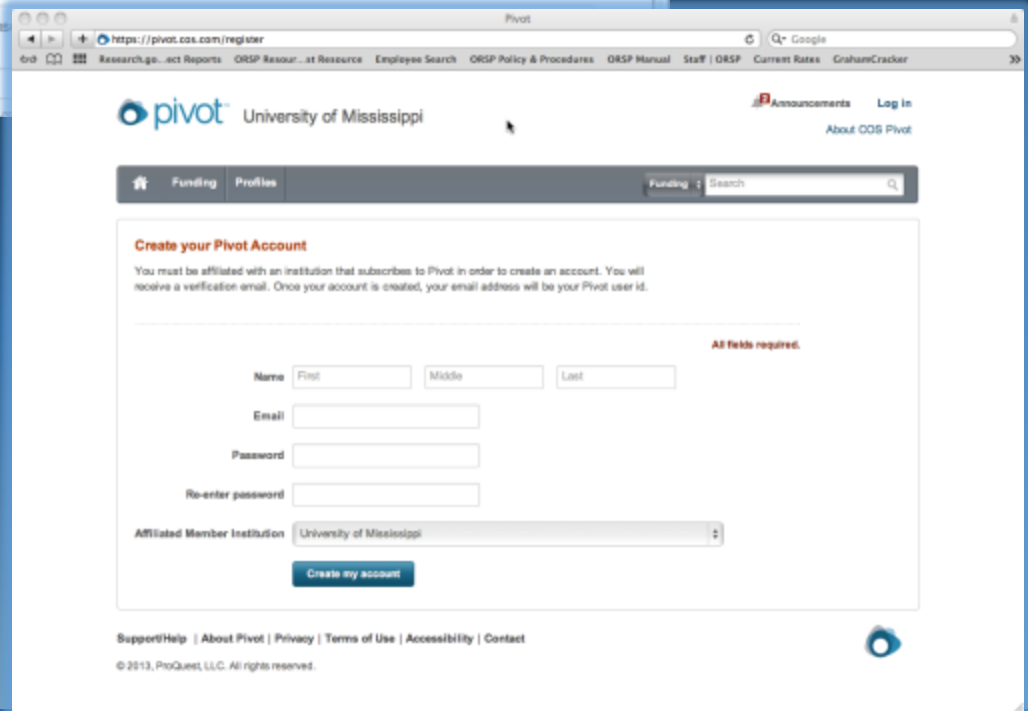 Pivot
https://pivot.cos.com/register
Google
Research.ge...ect Reports ORSP Resour...at Resource Employee Search ORSP Policy & Procedures ORSP Manual Staff | ORSP Current Rates GrahamCracker
pivot University of Mississippi
2 Announcements Log in
About COS Pivot
Funding Profiles Funding Search
Create your Pivot Account
You must be affiliated with an institution that subscribes to Pivot in order to create an account. You will
receive a verification email. Once your account is created, your email address will be your Pivot user id.
All fields required.
Name First Middle Last
Email
Password
Re-enter password
Affiliated Member Institution University of Mississippi
Create my account
Support/Help | About Pivot | Privacy | Terms of Use | Accessibility | Contact
© 2013, ProQuest, LLC. All rights reserved.